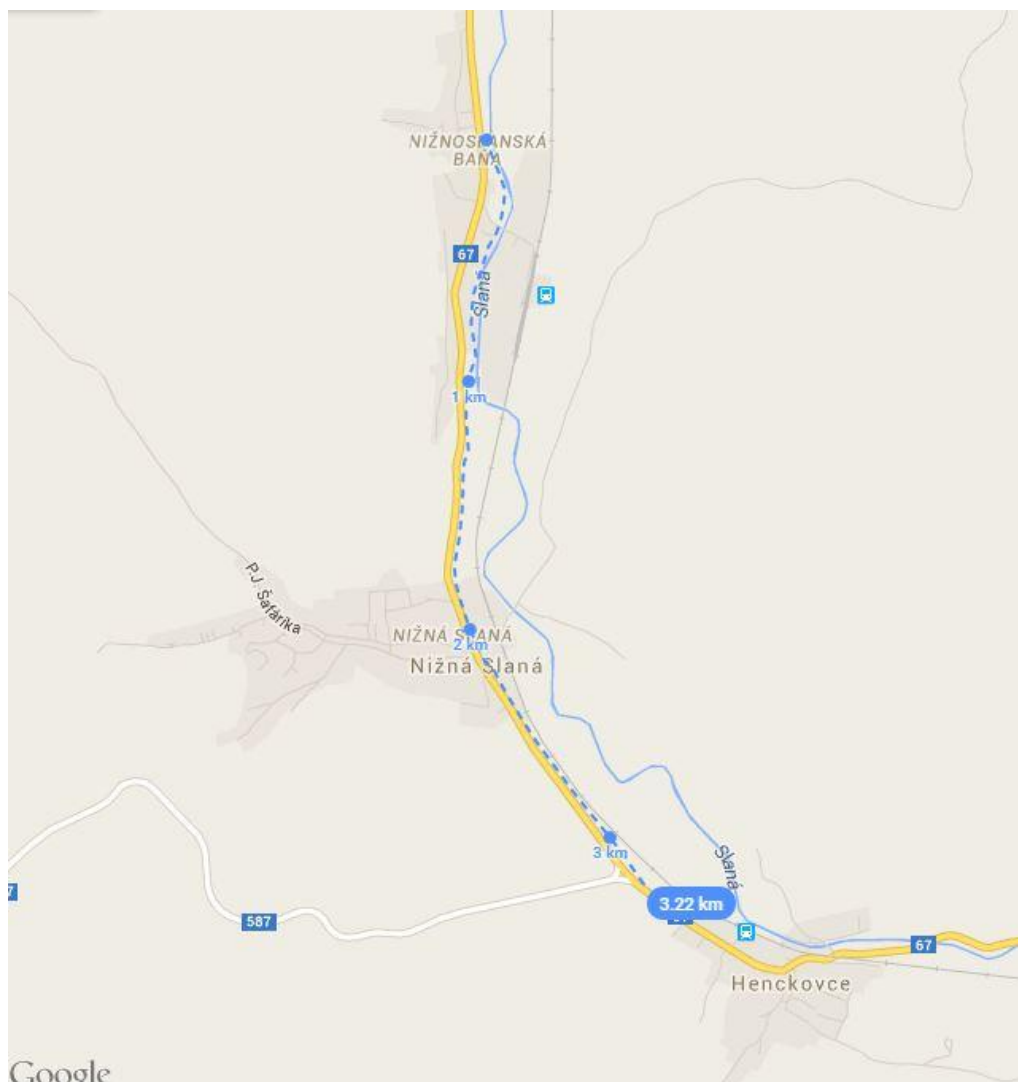 NIŽNOSLANSKÁ
BAŇA
67
Slaná
1 km
P.J. Šafárika
NIŽNÁ SLANÁ
2 km
Nižná Slaná
3 km
Slaná
7
3.22 km
587
67
Henckovce
Google